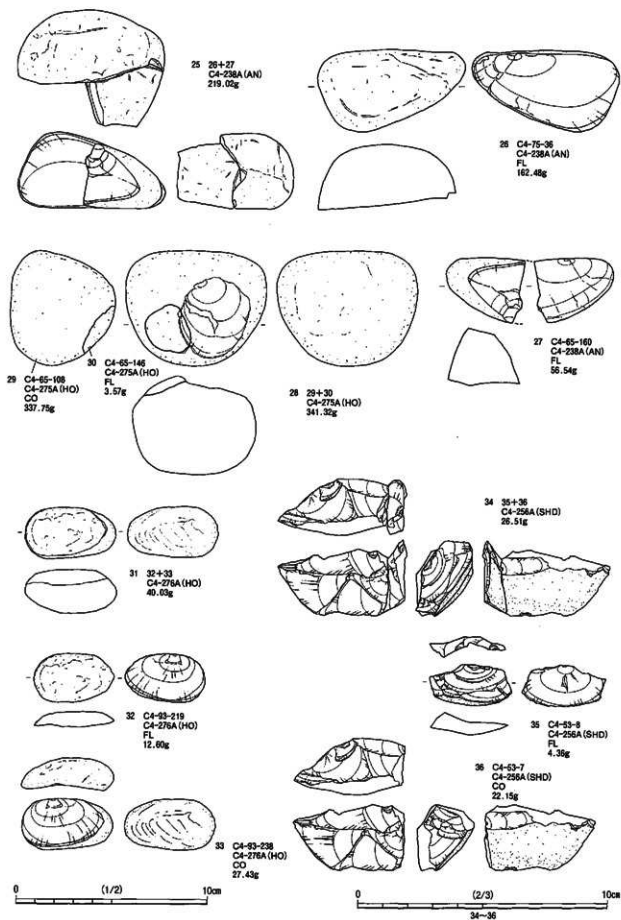 25 26+27
C4-238A(AN)
219.02g
26 C4-75-36
C4-238A(AN)
FL
162.48g
27 C4-65-160
C4-238A(AN)
FL
56.54g
28 29+30
C4-275A(HO)
341.32g
29 C4-65-108
C4-275A(HO)
CO
337.75g
30 C4-65-146
C4-275A(HO)
FL
3.57g
31 32+33
C4-276A(HO)
40.03g
32 C4-93-219
C4-276A(HO)
FL
12.60g
33 C4-93-238
C4-276A(HO)
CO
27.43g
34 35+36
C4-256A(SHD)
26.51g
35 C4-53-8
C4-256A(SHD)
FL
4.36g
36 C4-53-7
C4-256A(SHD)
CO
22.15g
0 (1/2) 10cm
0 (2/3) 10cm
34~36